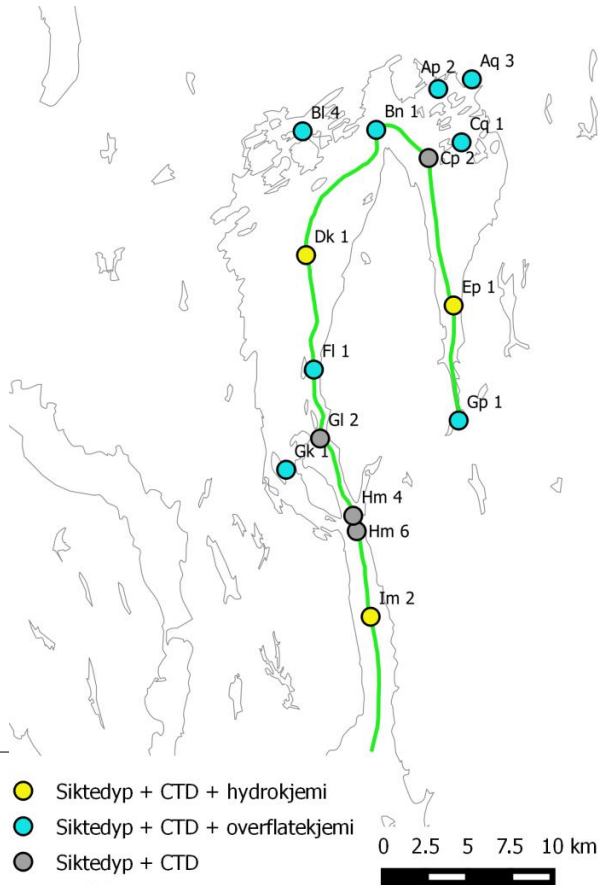 Aq 3
Ap 2
Bl 4
Bn 1
Cq 1
Cp 2
Dk 1
Ep 1
Fl 1
Gp 1
Gl 2
Gk 1
Hm 4
Hm 6
Im 2
Siktedyp + CTD + hydrokjemi
Siktedyp + CTD + overflatekjemi
Siktedyp + CTD
0 2.5 5 7.5 10 km